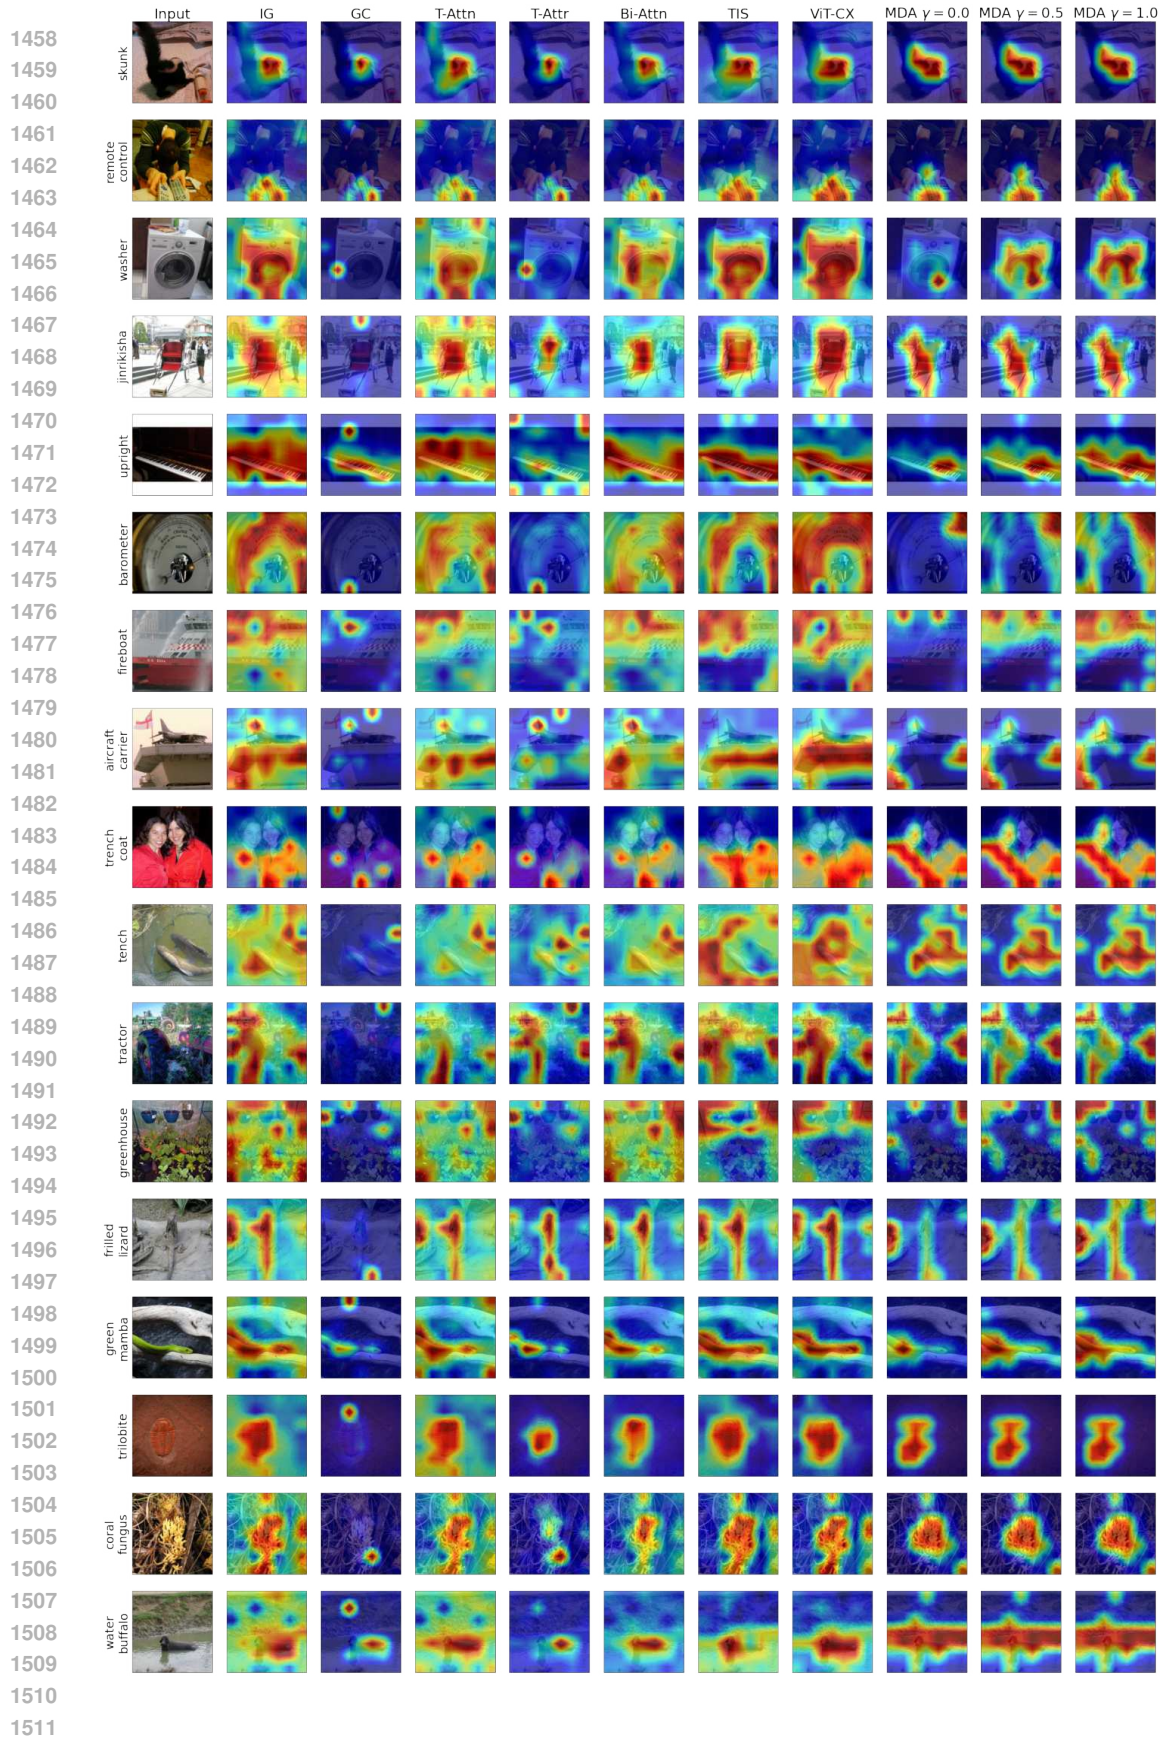 Input IG GC T-Attn T-Attr Bi-Attn TIS ViT-CX MDA γ = 0.0 MDA γ = 0.5 MDA γ = 1.0
1458
1459
skunk
1460
1461
1462
remote
control
1463
1464
1465
washer
1466
1467
1468
jinrikisha
1469
1470
1471
upright
1472
1473
1474
barometer
1475
1476
1477
fireboat
1478
1479
1480
aircraft
carrier
1481
1482
1483
trench
coat
1484
1485
1486
tench
1487
1488
1489
tractor
1490
1491
1492
greenhouse
1493
1494
1495
frilled
lizard
1496
1497
1498
green
mamba
1499
1500
1501
trilobite
1502
1503
1504
coral
fungus
1505
1506
1507
1508
water
buffalo
1509
1510
1511